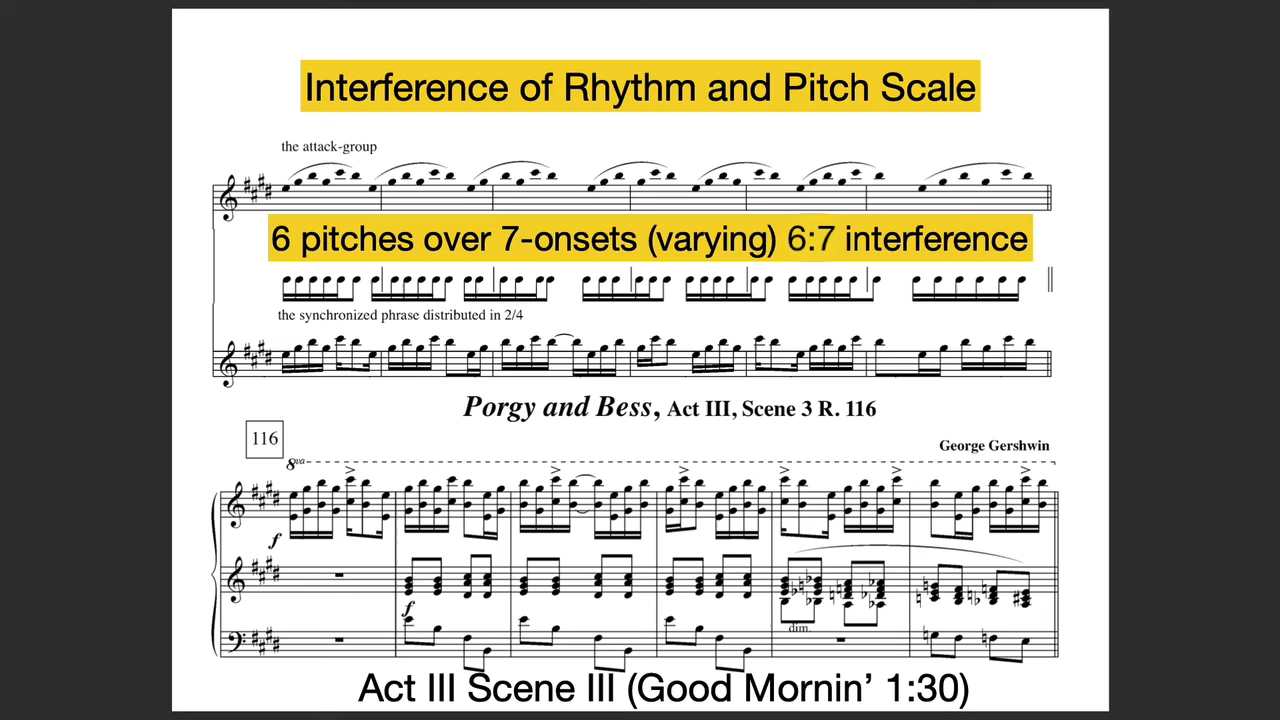 Interference of Rhythm and Pitch Scale
the attack-group
6 pitches over 7-onsets (varying) 6:7 interference
the synchronized phrase distributed in 2/4
Porgy and Bess, Act III, Scene 3 R. 116
116
George Gershwin
8va
f
f
dim.
Act III Scene III (Good Mornin’ 1:30)